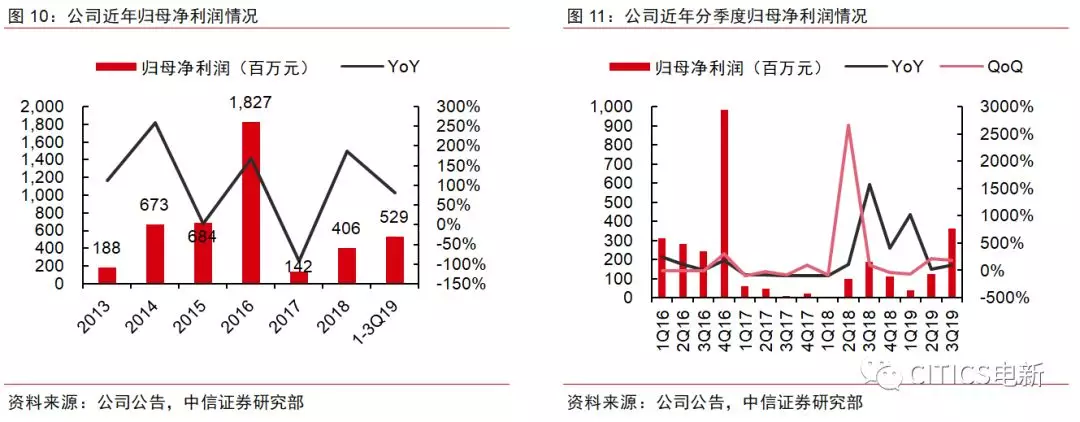 图 10：公司近年归母净利润情况
归母净利润（百万元） YoY
2,000
1,800
1,600
1,400
1,200
1,000
800
600
400
200
0
300%
250%
200%
150%
100%
50%
0%
-50%
-100%
-150%
188
673
684
1,827
142
406
529
2013
2014
2015
2016
2017
2018
1-3Q19
资料来源：公司公告，中信证券研究部
图 11：公司近年分季度归母净利润情况
归母净利润（百万元） YoY QoQ
1,000
900
800
700
600
500
400
300
200
100
0
3000%
2500%
2000%
1500%
1000%
500%
0%
-500%
1Q16
2Q16
3Q16
4Q16
1Q17
2Q17
3Q17
4Q17
1Q18
2Q18
3Q18
4Q18
1Q19
2Q19
3Q19
CITICS电新
资料来源：公司公告，中信证券研究部